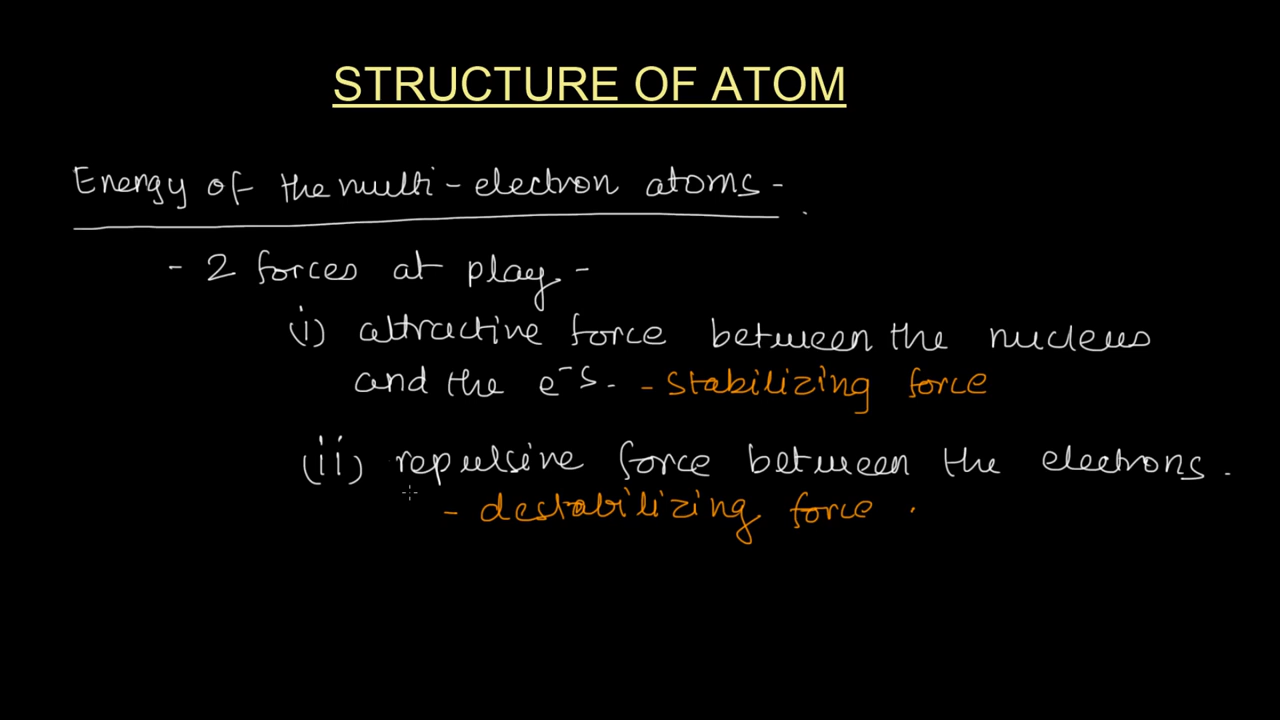 STRUCTURE OF ATOM
Energy of the multi-electron atoms-
- 2 forces at play -
(i) attractive force between the nucleus
and the e⁻s. - stabilizing force
(ii) repulsive force between the electrons.
- destabilizing force.